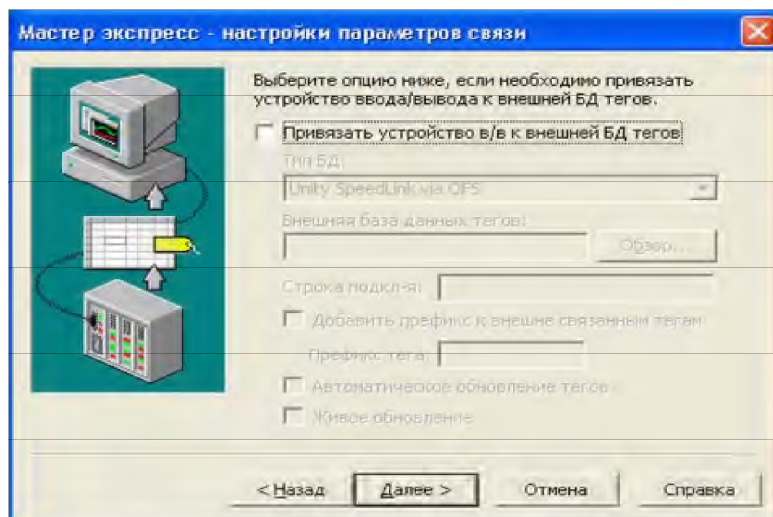 Мастер экспресс - настройки параметров связи
Выберите опцию ниже, если необходимо привязать
устройство ввода/вывода к внешней БД тегов.
Привязать устройство в/в к внешней БД тегов
Тип БД:
Unity SpeedLink via OFS
Внешняя база данных тегов:
Обзор...
Строка подкл-я:
Добавить префикс к внешне связанным тегам
Префикс тега:
Автоматическое обновление тегов
Живое обновление
< Назад
Далее >
Отмена
Справка